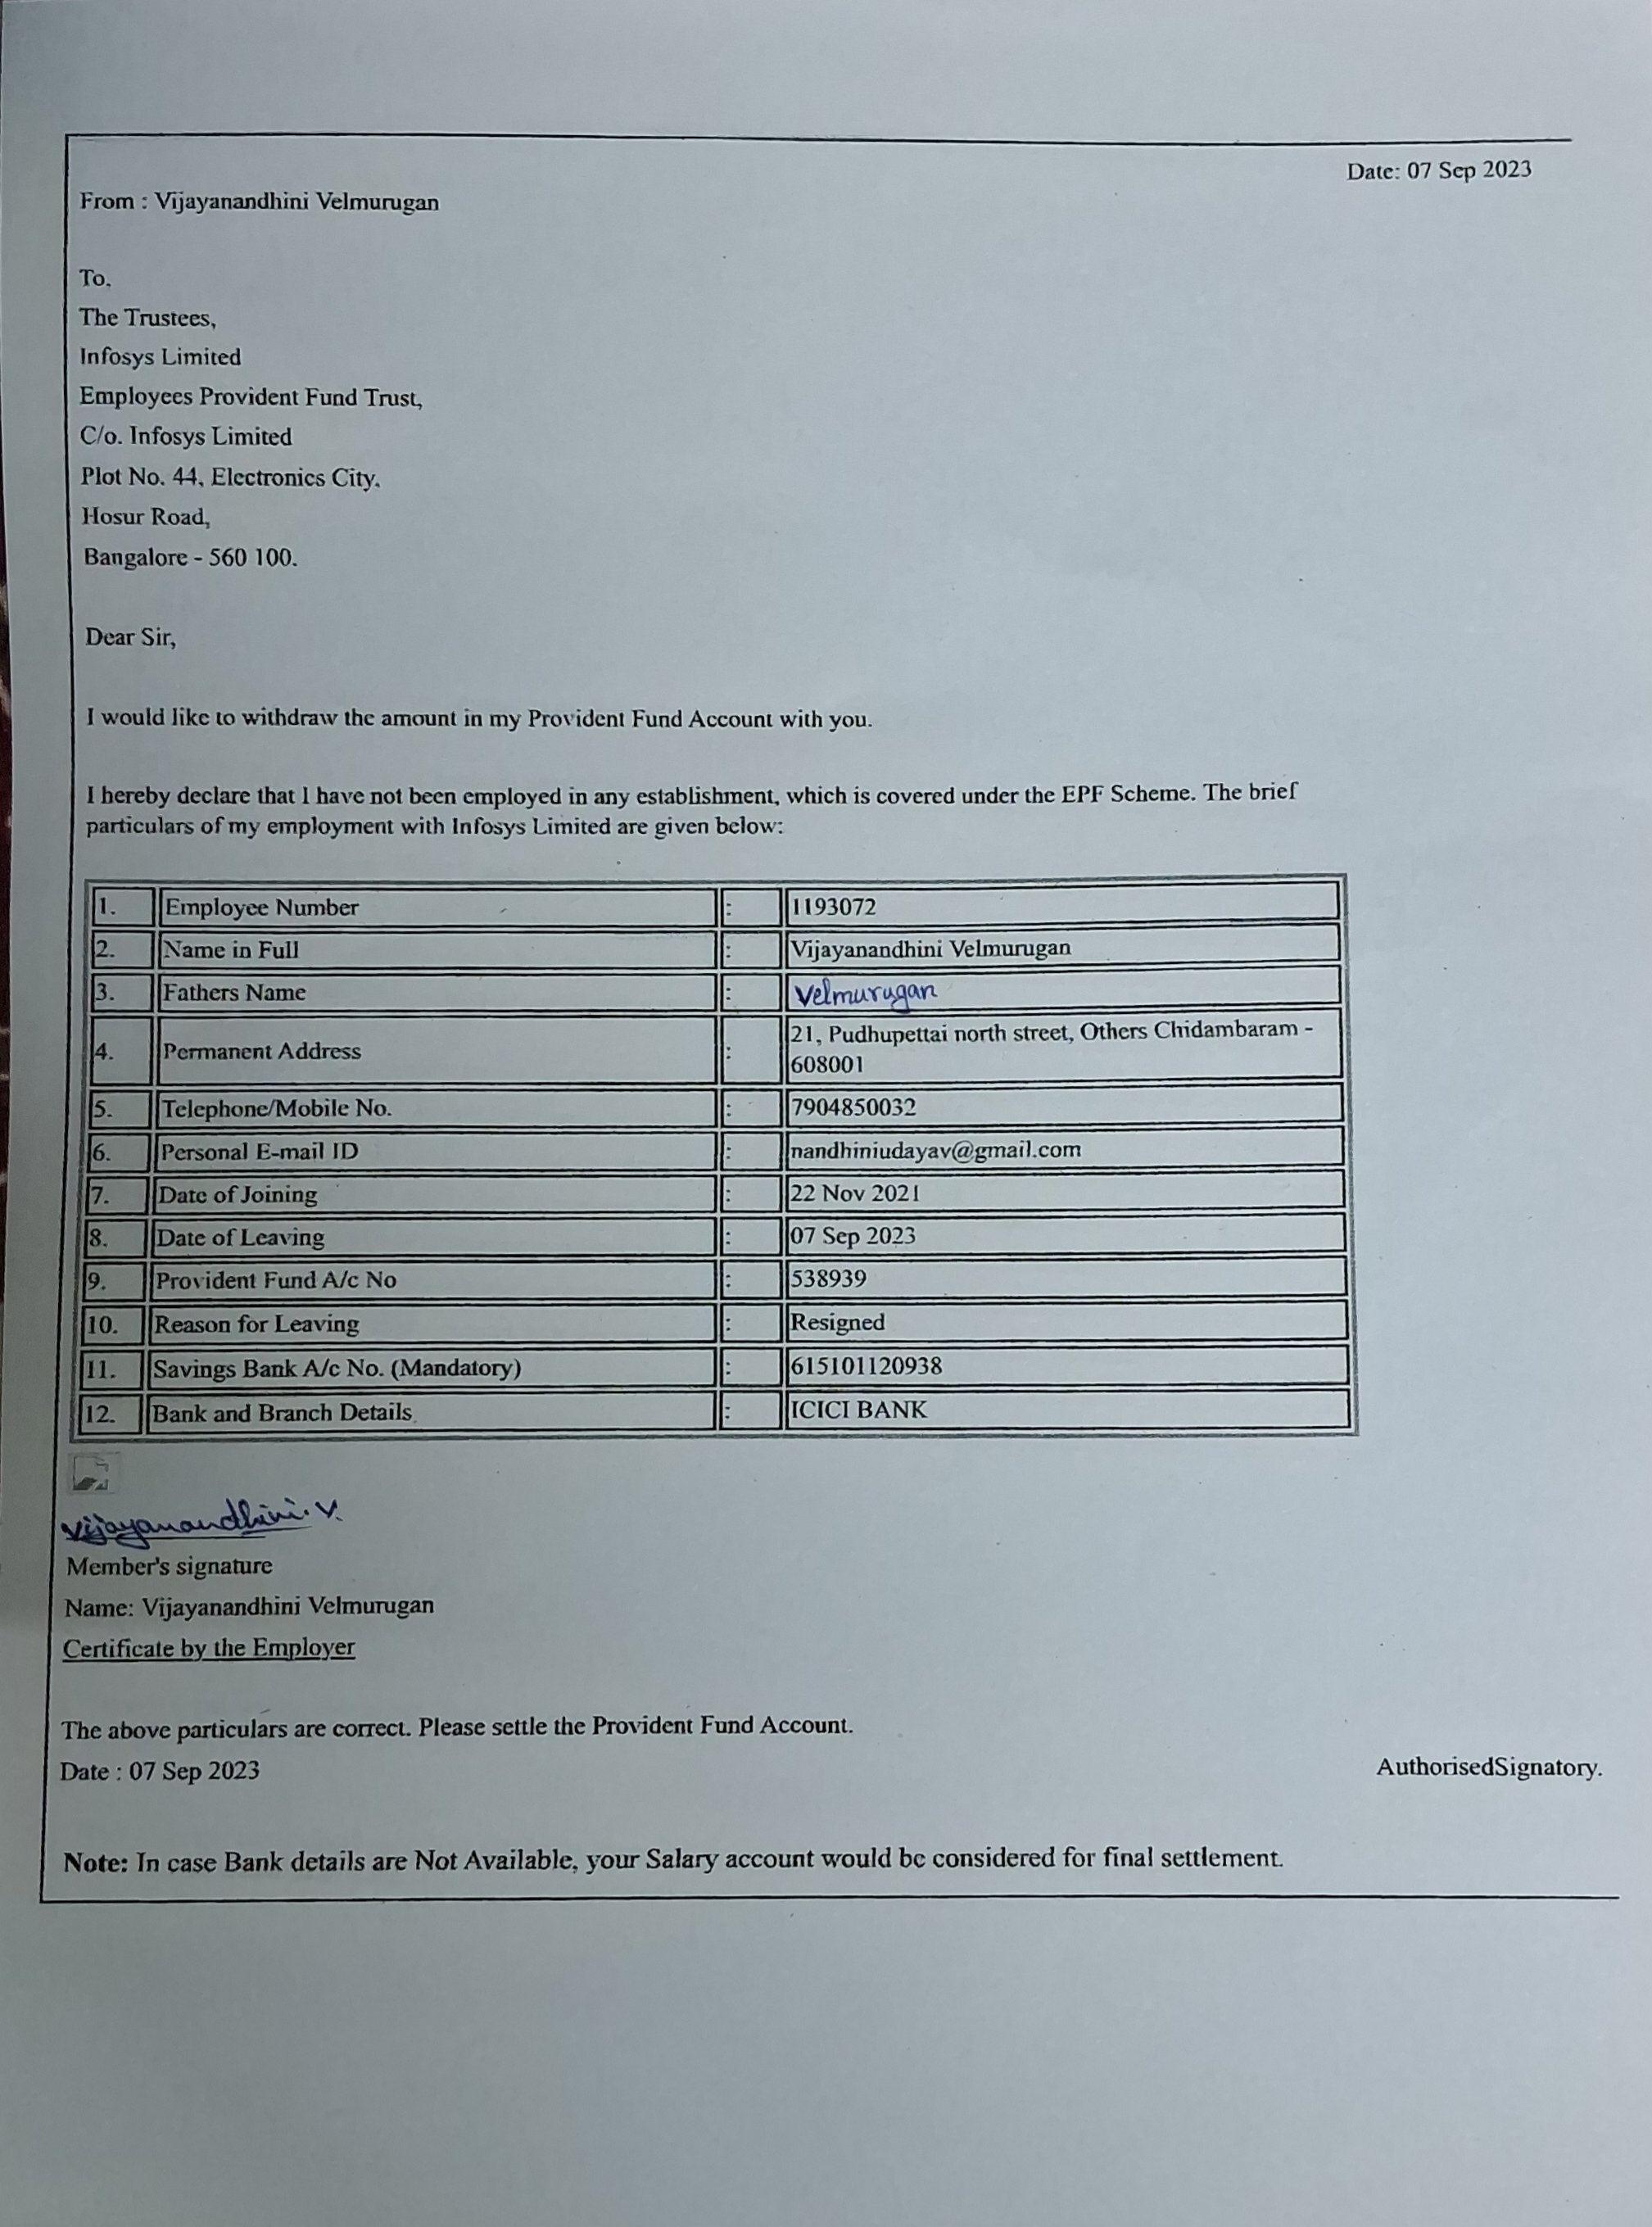 Date: 07 Sep 2023
From : Vijayanandhini Velmurugan
To,
The Trustees,
Infosys Limited
Employees Provident Fund Trust,
C/o. Infosys Limited
Plot No. 44, Electronics City,
Hosur Road,
Bangalore - 560 100.
Dear Sir,
I would like to withdraw the amount in my Provident Fund Account with you.
I hereby declare that I have not been employed in any establishment, which is covered under the EPF Scheme. The brief
particulars of my employment with Infosys Limited are given below:
1. Employee Number : 1193072
2. Name in Full : Vijayanandhini Velmurugan
3. Fathers Name : Velmurugan
4. Permanent Address : 21, Pudhupettai north street, Others Chidambaram -
608001
5. Telephone/Mobile No. : 7904850032
6. Personal E-mail ID : nandhiniudayav@gmail.com
7. Date of Joining : 22 Nov 2021
8. Date of Leaving : 07 Sep 2023
9. Provident Fund A/c No : 538939
10. Reason for Leaving : Resigned
11. Savings Bank A/c No. (Mandatory) : 615101120938
12. Bank and Branch Details : ICICI BANK
Vijayanandhini. V.
Member's signature
Name: Vijayanandhini Velmurugan
Certificate by the Employer
The above particulars are correct. Please settle the Provident Fund Account.
Date : 07 Sep 2023
AuthorisedSignatory.
Note: In case Bank details are Not Available, your Salary account would be considered for final settlement.